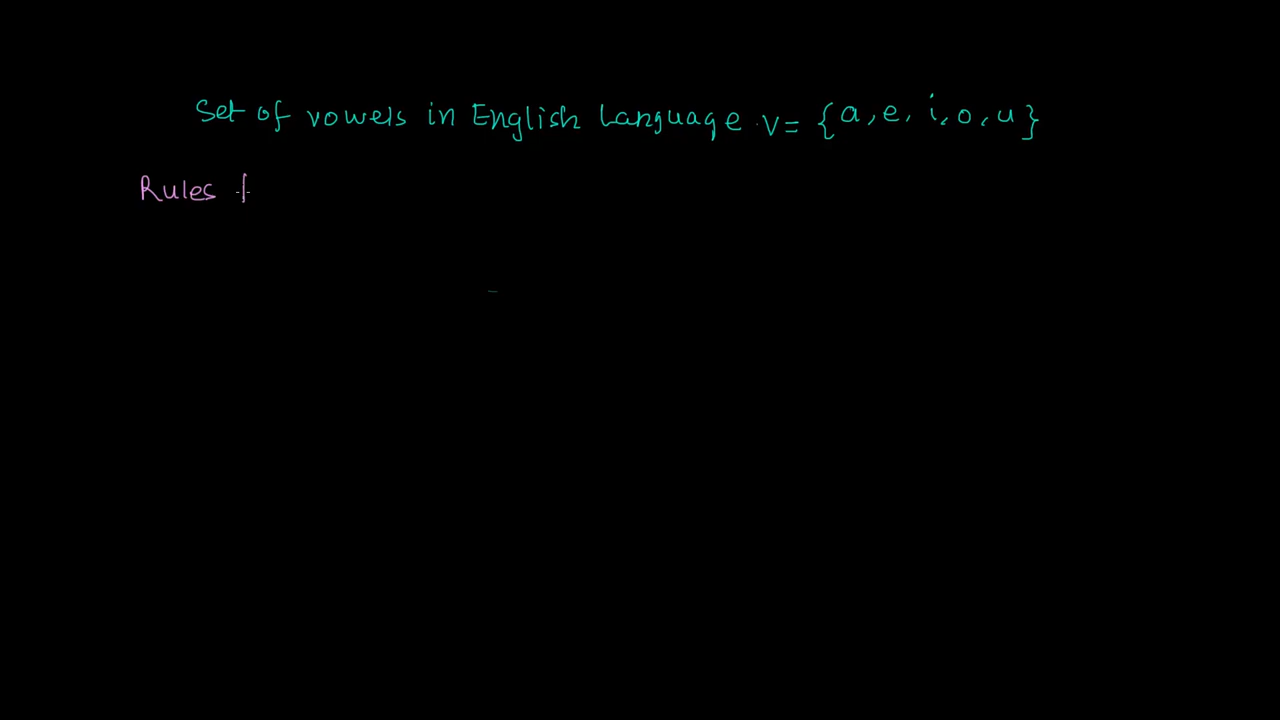 Set of vowels in English Language V= {a, e, i, o, u}
Rules